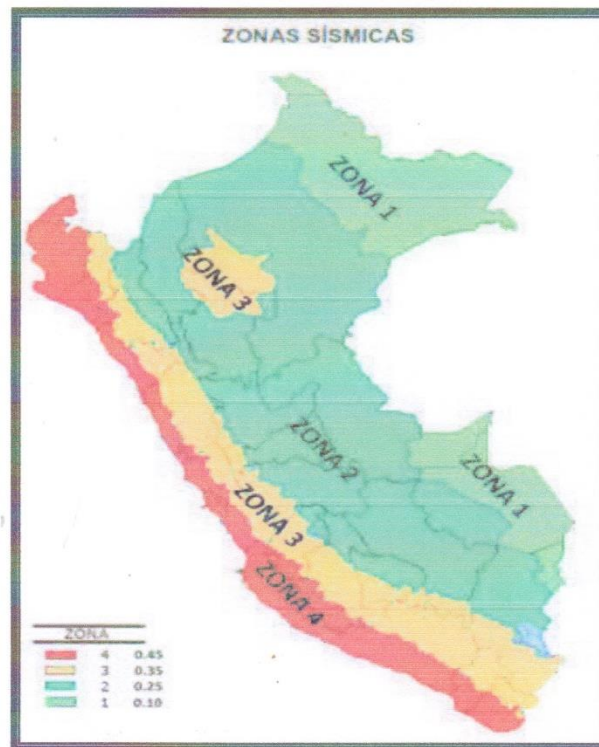 ZONAS SÍSMICAS
ZONA 1
ZONA 3
ZONA 2
ZONA 1
ZONA 3
ZONA 4
ZONA
4 0.45
3 0.35
2 0.25
1 0.10